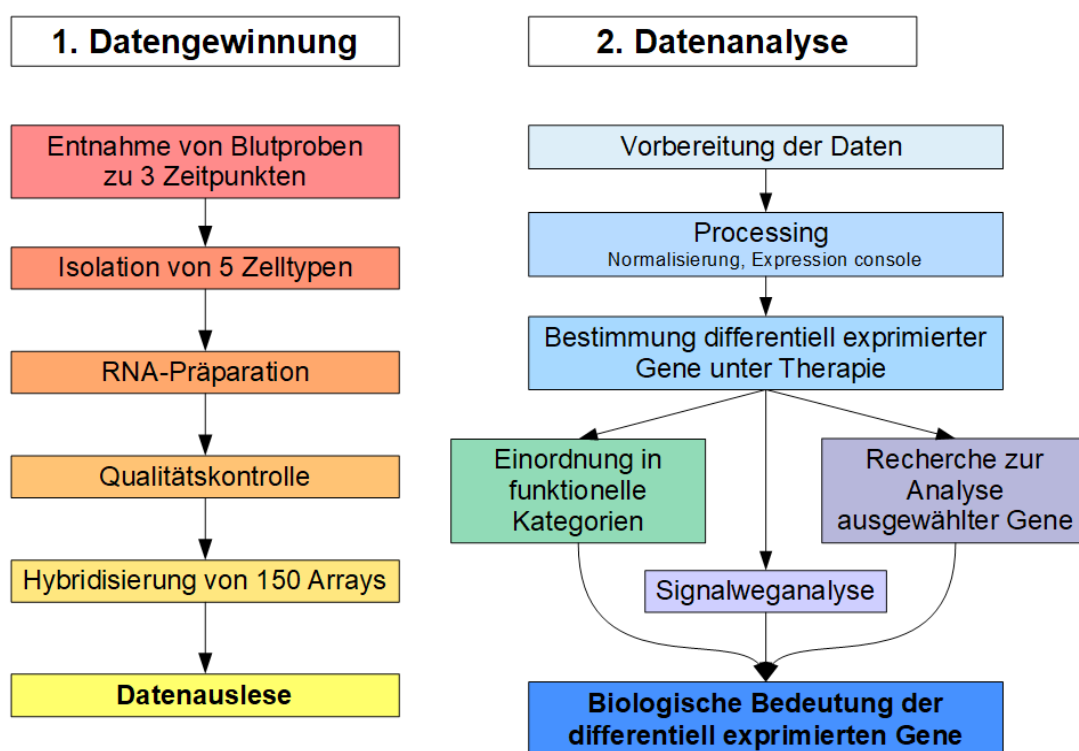 1. Datengewinnung
Entnahme von Blutproben
zu 3 Zeitpunkten
Isolation von 5 Zelltypen
RNA-Präparation
Qualitätskontrolle
Hybridisierung von 150 Arrays
Datenauslese
2. Datenanalyse
Vorbereitung der Daten
Processing
Normalisierung, Expression console
Bestimmung differentiell exprimierter
Gene unter Therapie
Einordnung in
funktionelle
Kategorien
Recherche zur
Analyse
ausgewählter Gene
Signalweganalyse
Biologische Bedeutung der
differentiell exprimierten Gene